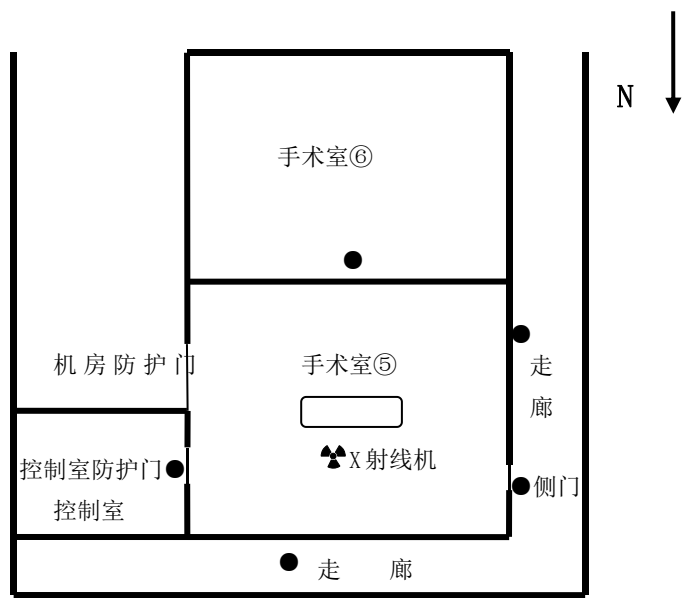 N
手术室⑥
机房防护门
手术室⑤
走
廊
控制室防护门
X射线机
侧门
控制室
走 廊